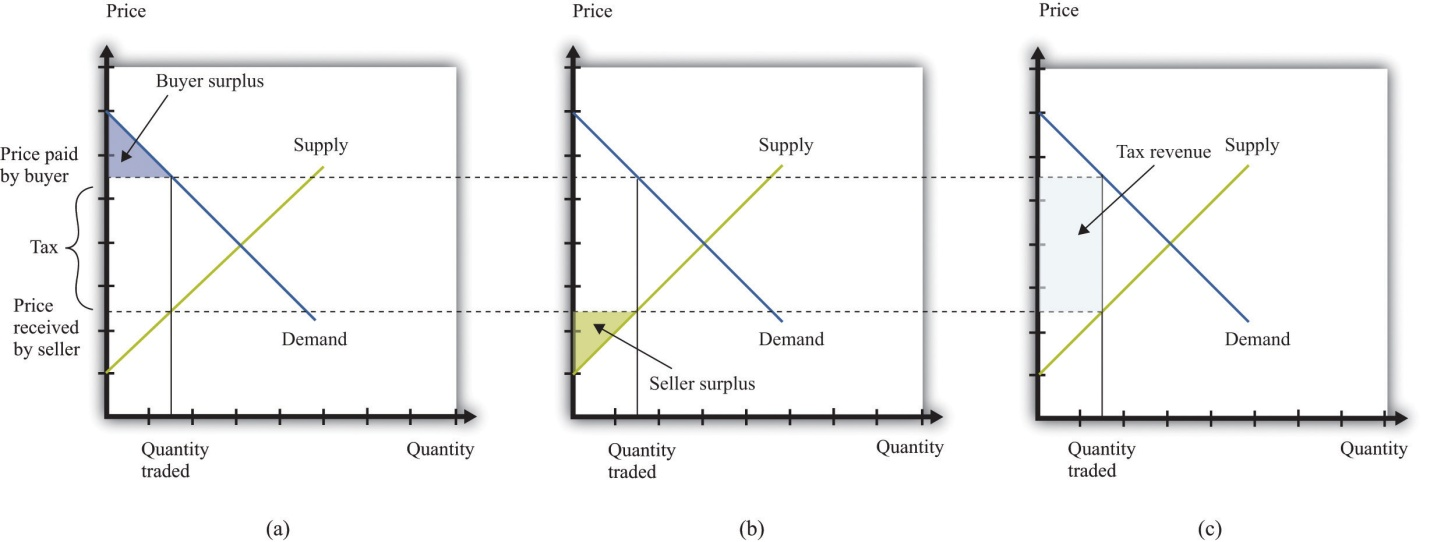 Price
Buyer surplus
Supply
Price paid
by buyer
Tax
Price
received
by seller
Demand
Quantity
traded
Quantity
(a)
Price
Supply
Demand
Seller surplus
Quantity
traded
Quantity
(b)
Price
Tax revenue
Supply
Demand
Quantity
traded
Quantity
(c)